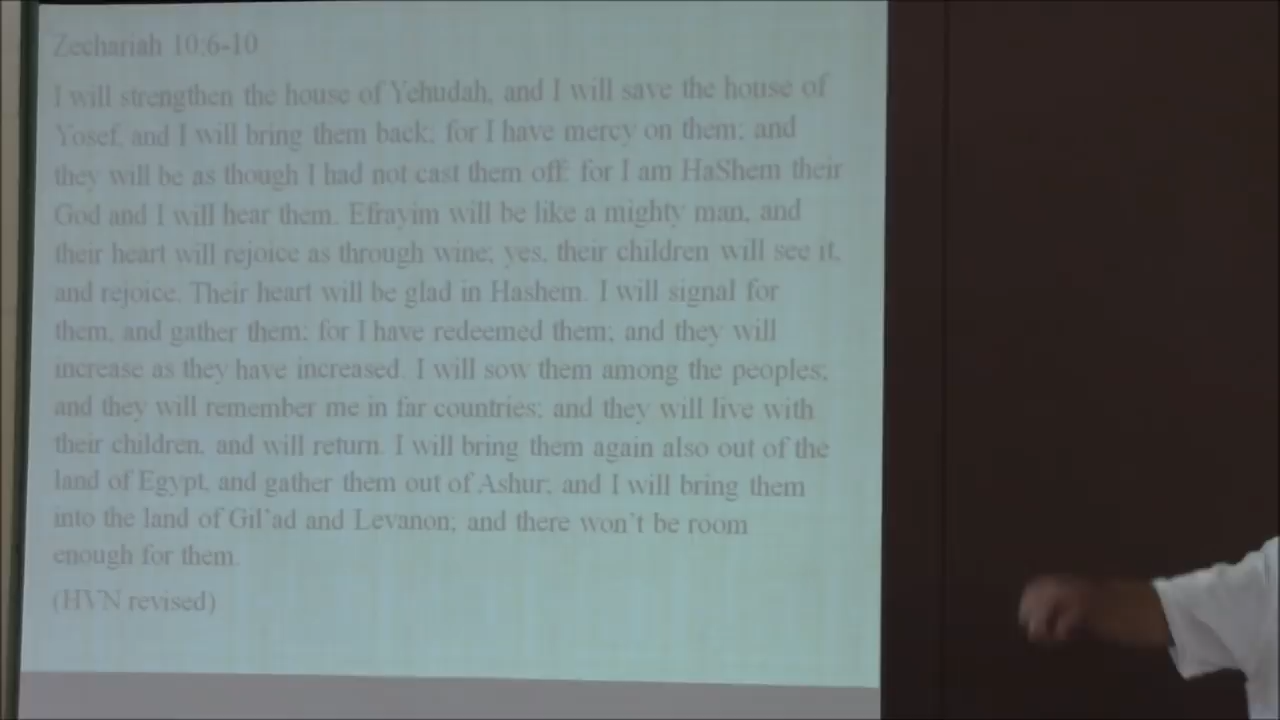 Zechariah 10:6-10
I will strengthen the house of Yehudah, and I will save the house of
Yosef, and I will bring them back; for I have mercy on them; and
they will be as though I had not cast them off: for I am HaShem their
God and I will hear them. Efrayim will be like a mighty man, and
their heart will rejoice as through wine; yes, their children will see it,
and rejoice. Their heart will be glad in Hashem. I will signal for
them, and gather them; for I have redeemed them; and they will
increase as they have increased. I will sow them among the peoples;
and they will remember me in far countries; and they will live with
their children, and will return. I will bring them again also out of the
land of Egypt, and gather them out of Ashur; and I will bring them
into the land of Gil'ad and Levanon; and there won't be room
enough for them.
(HVN revised)